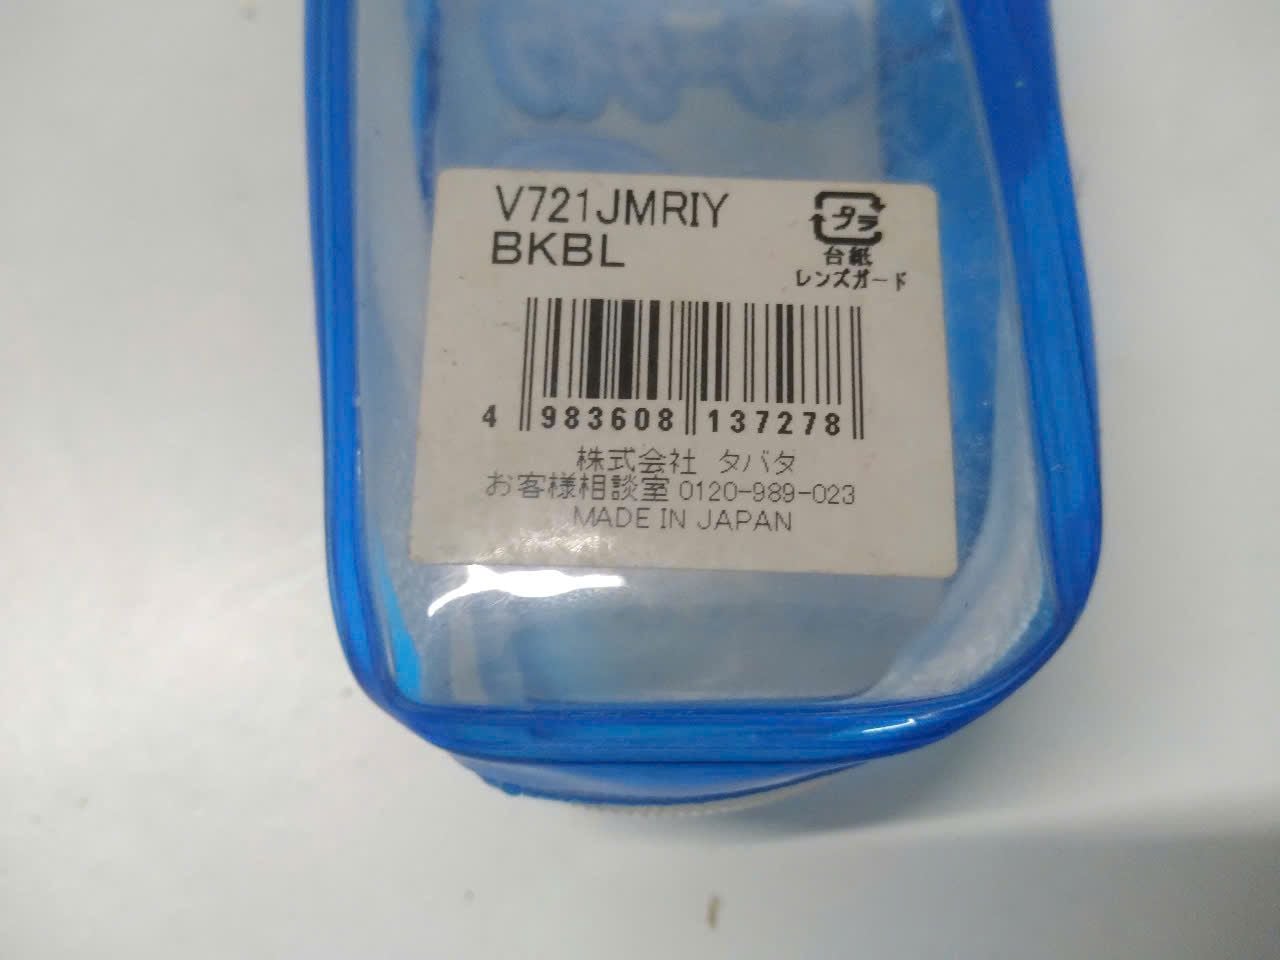 V721JMRIY
BKBL
プラ
台紙
レンズガード
4 983608 137278
株式会社 タバタ
お客様相談室 0120-989-023
MADE IN JAPAN